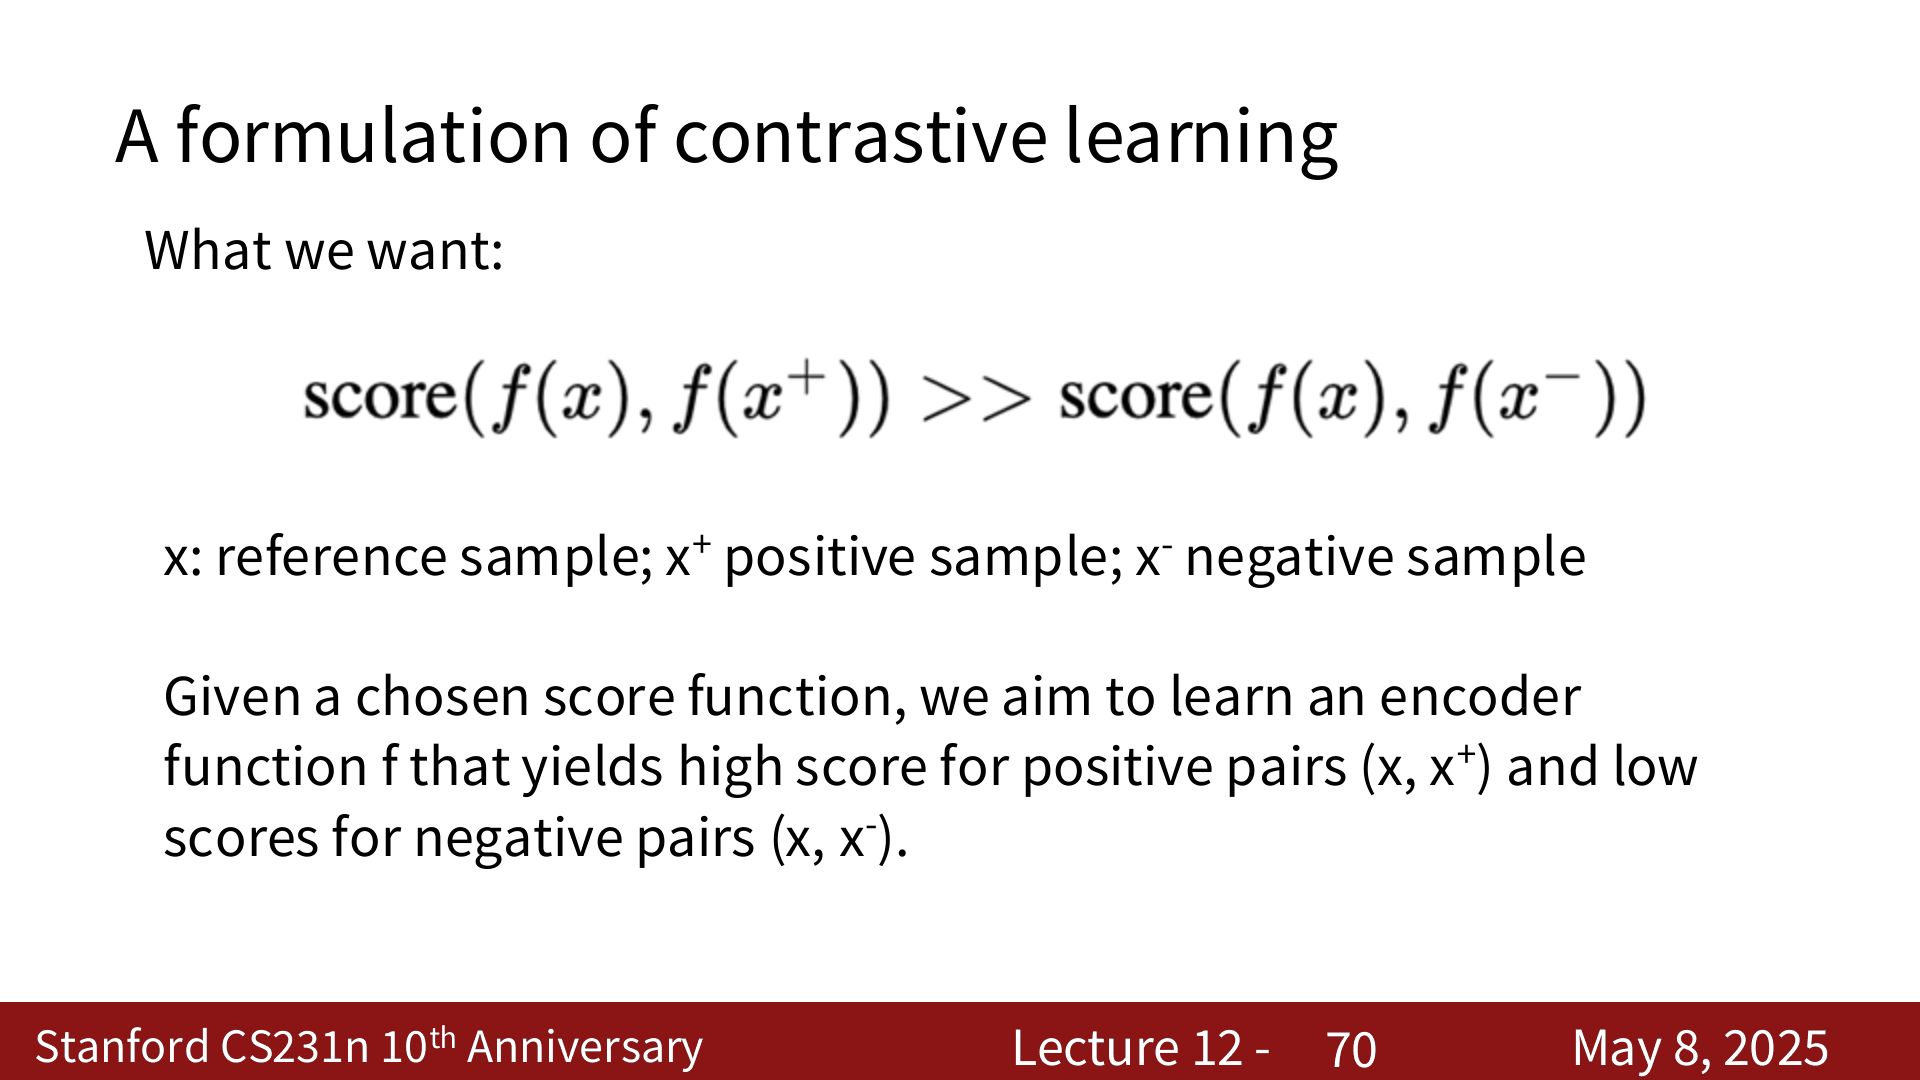 A formulation of contrastive learning
What we want:
score(f(x), f(x⁺)) >> score(f(x), f(x⁻))
x: reference sample; x⁺ positive sample; x⁻ negative sample
Given a chosen score function, we aim to learn an encoder
function f that yields high score for positive pairs (x, x⁺) and low
scores for negative pairs (x, x⁻).
Stanford CS231n 10ᵗʰ Anniversary Lecture 12 - 70 May 8, 2025